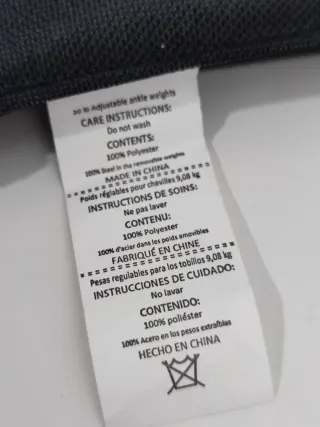 20 lb Adjustable ankle weights
CARE INSTRUCTIONS:
Do not wash
CONTENTS:
100% Polyester
100% Steel in the removable weights
MADE IN CHINA
Poids réglables pour chevilles 9,08 kg
INSTRUCTIONS DE SOINS:
Ne pas laver
CONTENU:
100% Polyester
100% d'acier dans les poids amovibles
FABRIQUÉ EN CHINE
Pesas regulables para los tobillos 9,08 kg
INSTRUCCIONES DE CUIDADO:
No lavar
CONTENIDO:
100% poliéster
100% Acero en los pesos extraíbles
HECHO EN CHINA